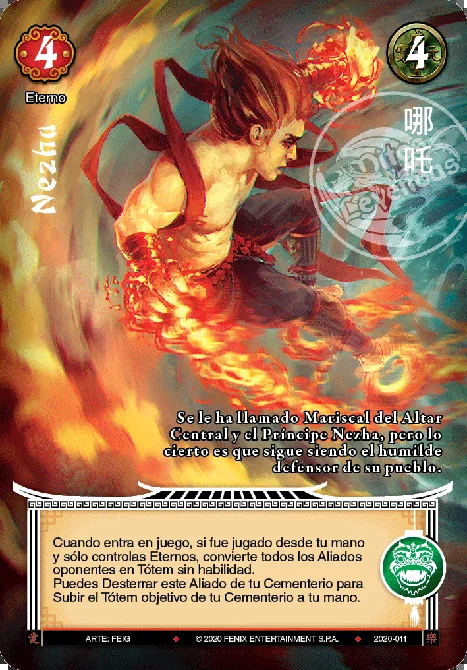 4
4
Eterno
Nezha
哪吒
Mitos y Leyendas
Se le ha llamado Mariscal del Altar
Central y el Príncipe Nezha, pero lo
cierto es que sigue siendo el humilde
defensor de su pueblo.
Cuando entra en juego, si fue jugado desde tu mano
y sólo controlas Eternos, convierte todos los Aliados
oponentes en Tótem sin habilidad.
Puedes Desterrar este Aliado de tu Cementerio para
Subir el Tótem objetivo de tu Cementerio a tu mano.
ARTE: FEIG ♦ © 2020 FENIX ENTERTAINMENT S.P.A. ♦ 2020-011